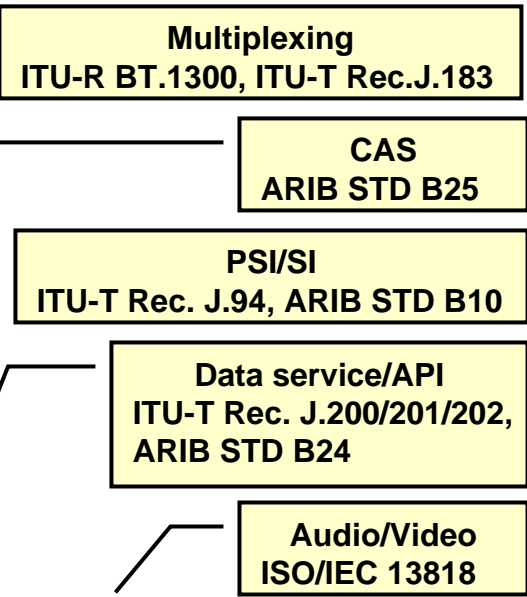 Multiplexing
ITU-R BT.1300, ITU-T Rec.J.183
CAS
ARIB STD B25
PSI/SI
ITU-T Rec. J.94, ARIB STD B10
Data service/API
ITU-T Rec. J.200/201/202,
ARIB STD B24
Audio/Video
ISO/IEC 13818